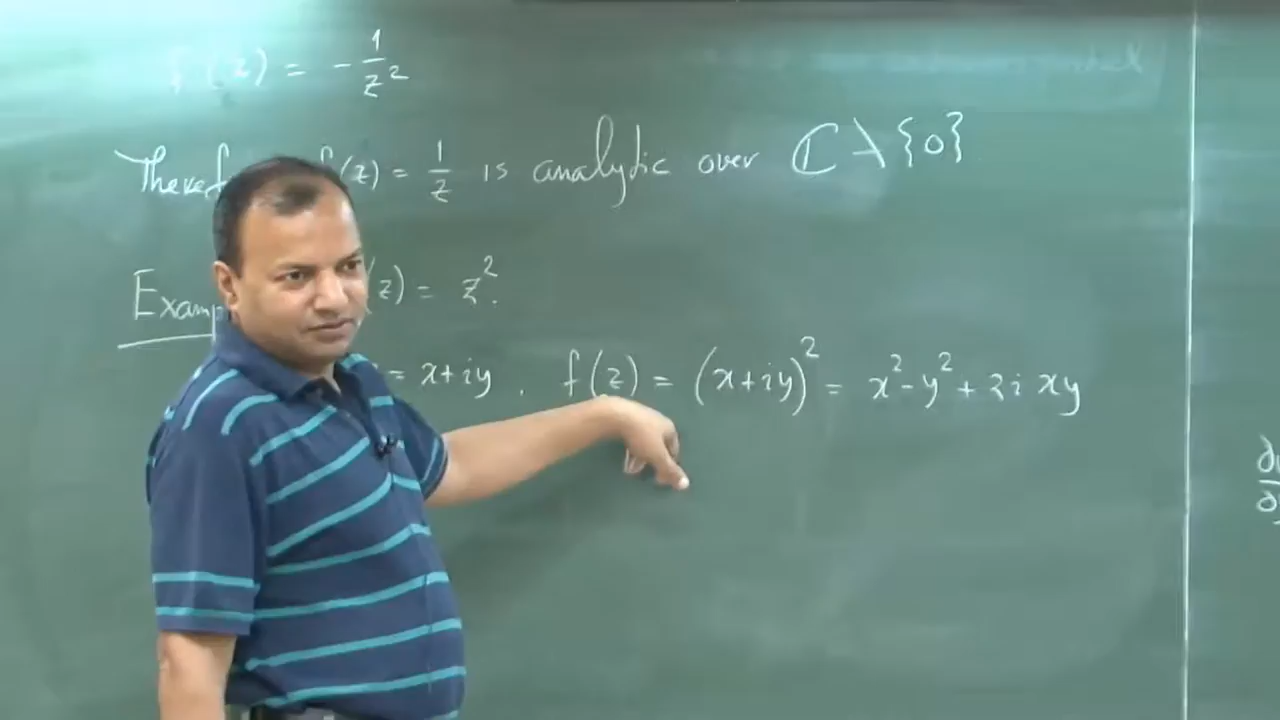 f'(z) = - 1/z²
Theref f(z) = 1/z is analytic over ℂ \ {0}
Examp (z) = z².
= x+iy . f(z) = (x+iy)² = x²-y² + 2i xy
∂
∂y